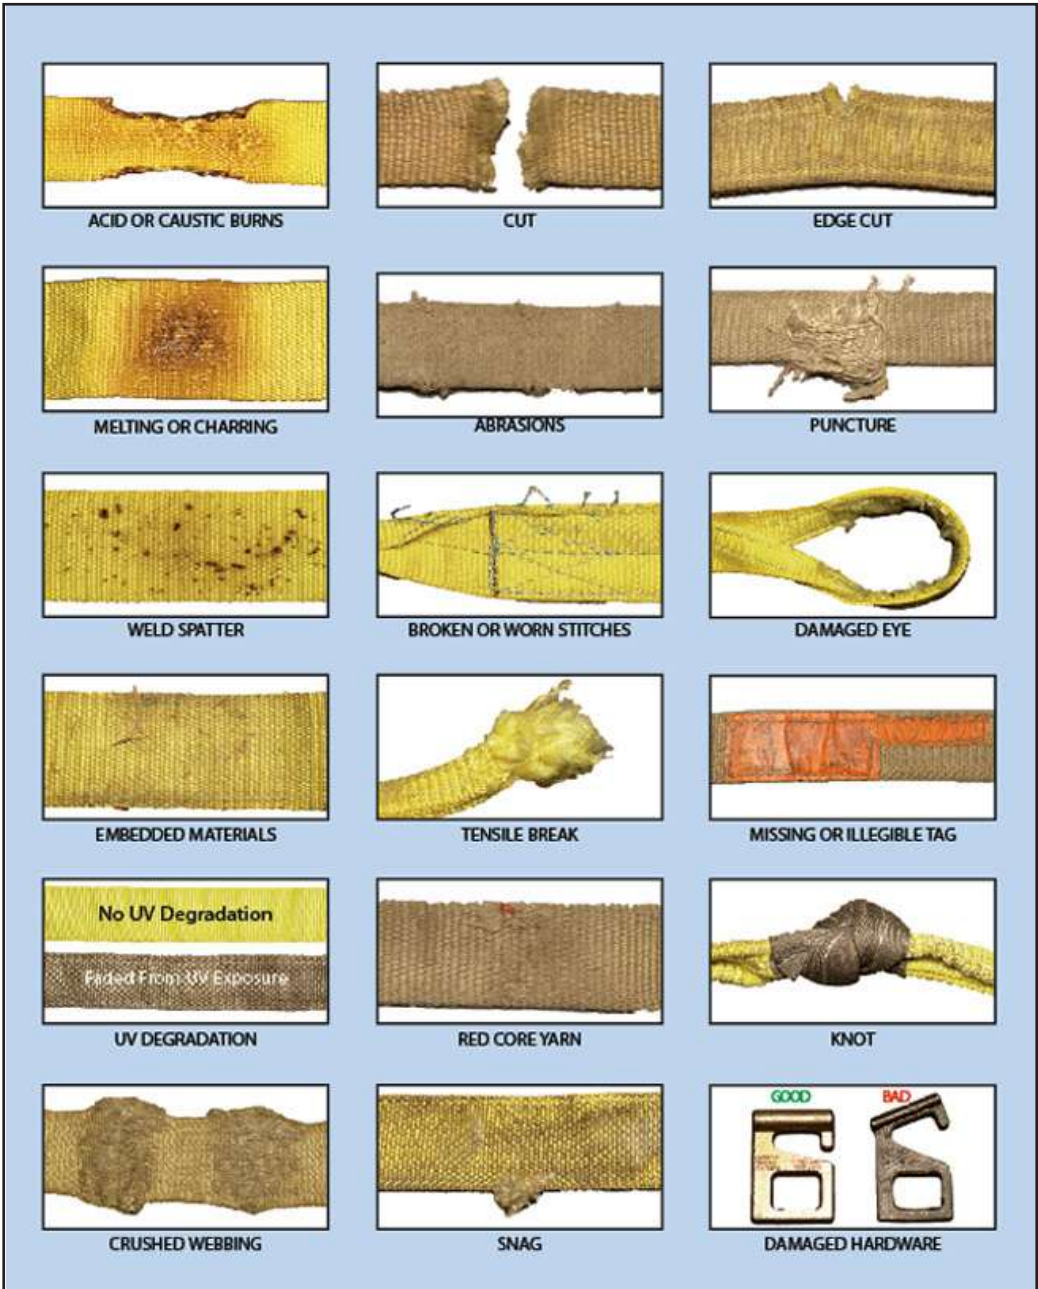 ACID OR CAUSTIC BURNS
CUT
EDGE CUT
MELTING OR CHARRING
ABRASIONS
PUNCTURE
WELD SPATTER
BROKEN OR WORN STITCHES
DAMAGED EYE
EMBEDDED MATERIALS
TENSILE BREAK
MISSING OR ILLEGIBLE TAG
No UV Degradation
Faded From UV Exposure
UV DEGRADATION
RED CORE YARN
KNOT
GOOD
BAD
CRUSHED WEBBING
SNAG
DAMAGED HARDWARE